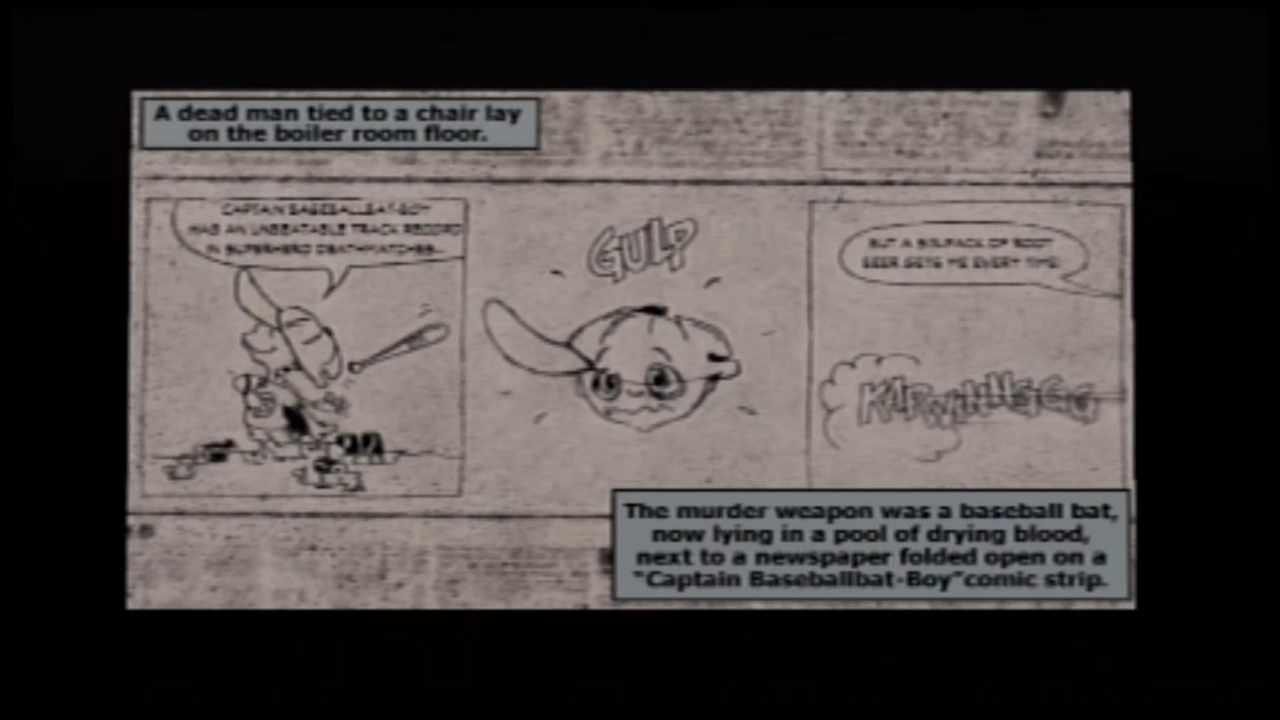 A dead man tied to a chair lay
on the boiler room floor.
CAPTAIN BASEBALLBAT-BOY
HAS AN UNBEATABLE TRACK RECORD
IN SUPERHERO DEATHMATCHES...
GULP
BUT A SIXPACK OF ROOT
BEER GETS ME EVERY TIME
The murder weapon was a baseball bat,
now lying in a pool of drying blood,
next to a newspaper folded open on a
"Captain Baseballbat-Boy"comic strip.